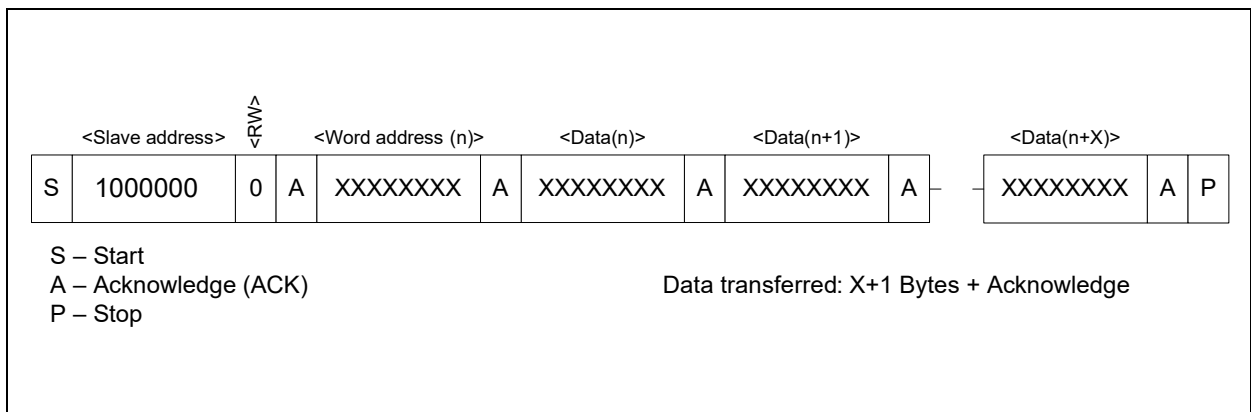 <Slave address> <RW> <Word address (n)> <Data(n)> <Data(n+1)> <Data(n+X)>
S 1000000 0 A XXXXXXXX A XXXXXXXX A XXXXXXXX A XXXXXXXX A P
S – Start
A – Acknowledge (ACK) Data transferred: X+1 Bytes + Acknowledge
P – Stop